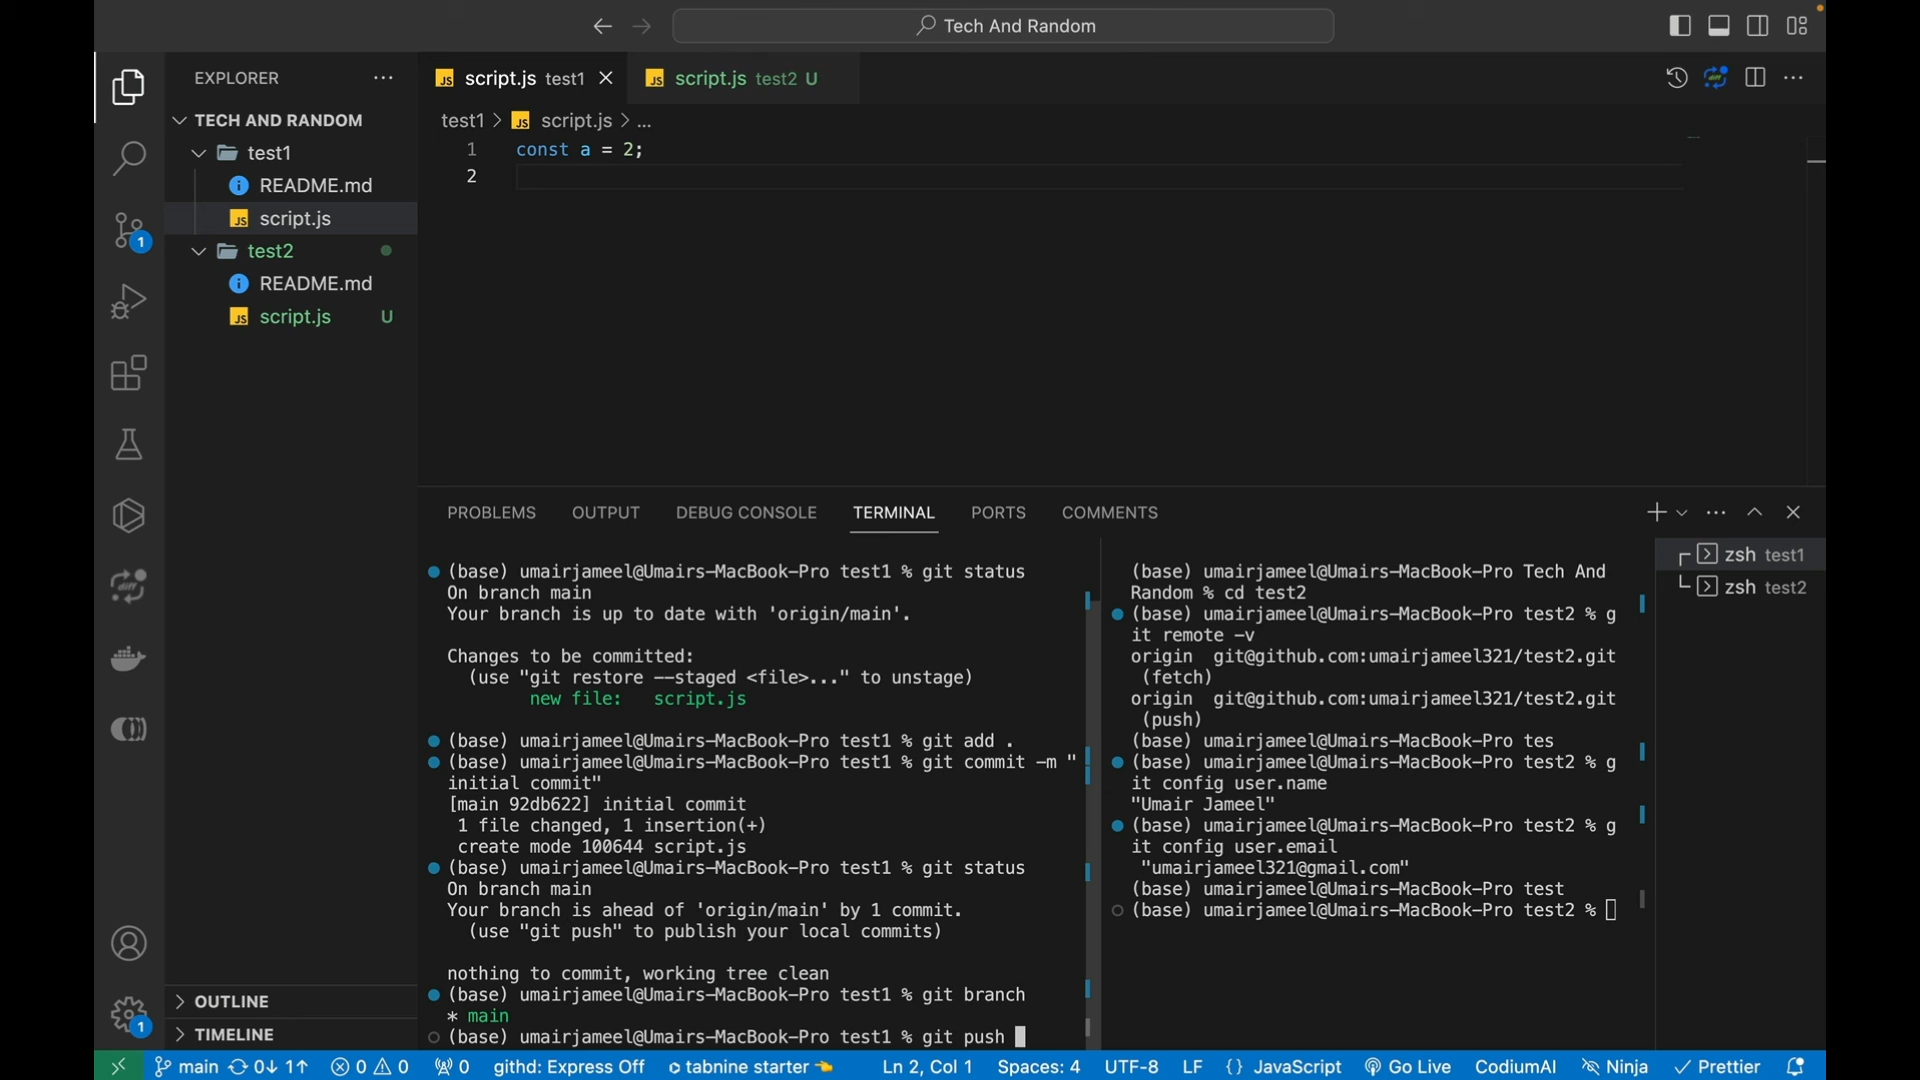 Tech And Random
EXPLORER
TECH AND RANDOM
test1
README.md
script.js
test2
README.md
script.js U
script.js test1
script.js test2 U
test1 > script.js > ...
1 const a = 2;
2
PROBLEMS OUTPUT DEBUG CONSOLE TERMINAL PORTS COMMENTS
(base) umairjameel@Umairs-MacBook-Pro test1 % git status
On branch main
Your branch is up to date with 'origin/main'.
Changes to be committed:
(use "git restore --staged <file>..." to unstage)
new file: script.js
(base) umairjameel@Umairs-MacBook-Pro test1 % git add .
(base) umairjameel@Umairs-MacBook-Pro test1 % git commit -m "
initial commit"
[main 92db622] initial commit
1 file changed, 1 insertion(+)
create mode 100644 script.js
(base) umairjameel@Umairs-MacBook-Pro test1 % git status
On branch main
Your branch is ahead of 'origin/main' by 1 commit.
(use "git push" to publish your local commits)
nothing to commit, working tree clean
(base) umairjameel@Umairs-MacBook-Pro test1 % git branch
* main
(base) umairjameel@Umairs-MacBook-Pro test1 % git push
(base) umairjameel@Umairs-MacBook-Pro Tech And
Random % cd test2
(base) umairjameel@Umairs-MacBook-Pro test2 % g
it remote -v
origin git@github.com:umairjameel321/test2.git
(fetch)
origin git@github.com:umairjameel321/test2.git
(push)
(base) umairjameel@Umairs-MacBook-Pro tes
(base) umairjameel@Umairs-MacBook-Pro test2 % g
it config user.name
"Umair Jameel"
(base) umairjameel@Umairs-MacBook-Pro test2 % g
it config user.email
"umairjameel321@gmail.com"
(base) umairjameel@Umairs-MacBook-Pro test
(base) umairjameel@Umairs-MacBook-Pro test2 %
zsh test1
zsh test2
1
1
OUTLINE
TIMELINE
main 0↓ 1↑ 0 0 0 githd: Express Off tabnine starter Ln 2, Col 1 Spaces: 4 UTF-8 LF {} JavaScript Go Live CodiumAI Ninja Prettier